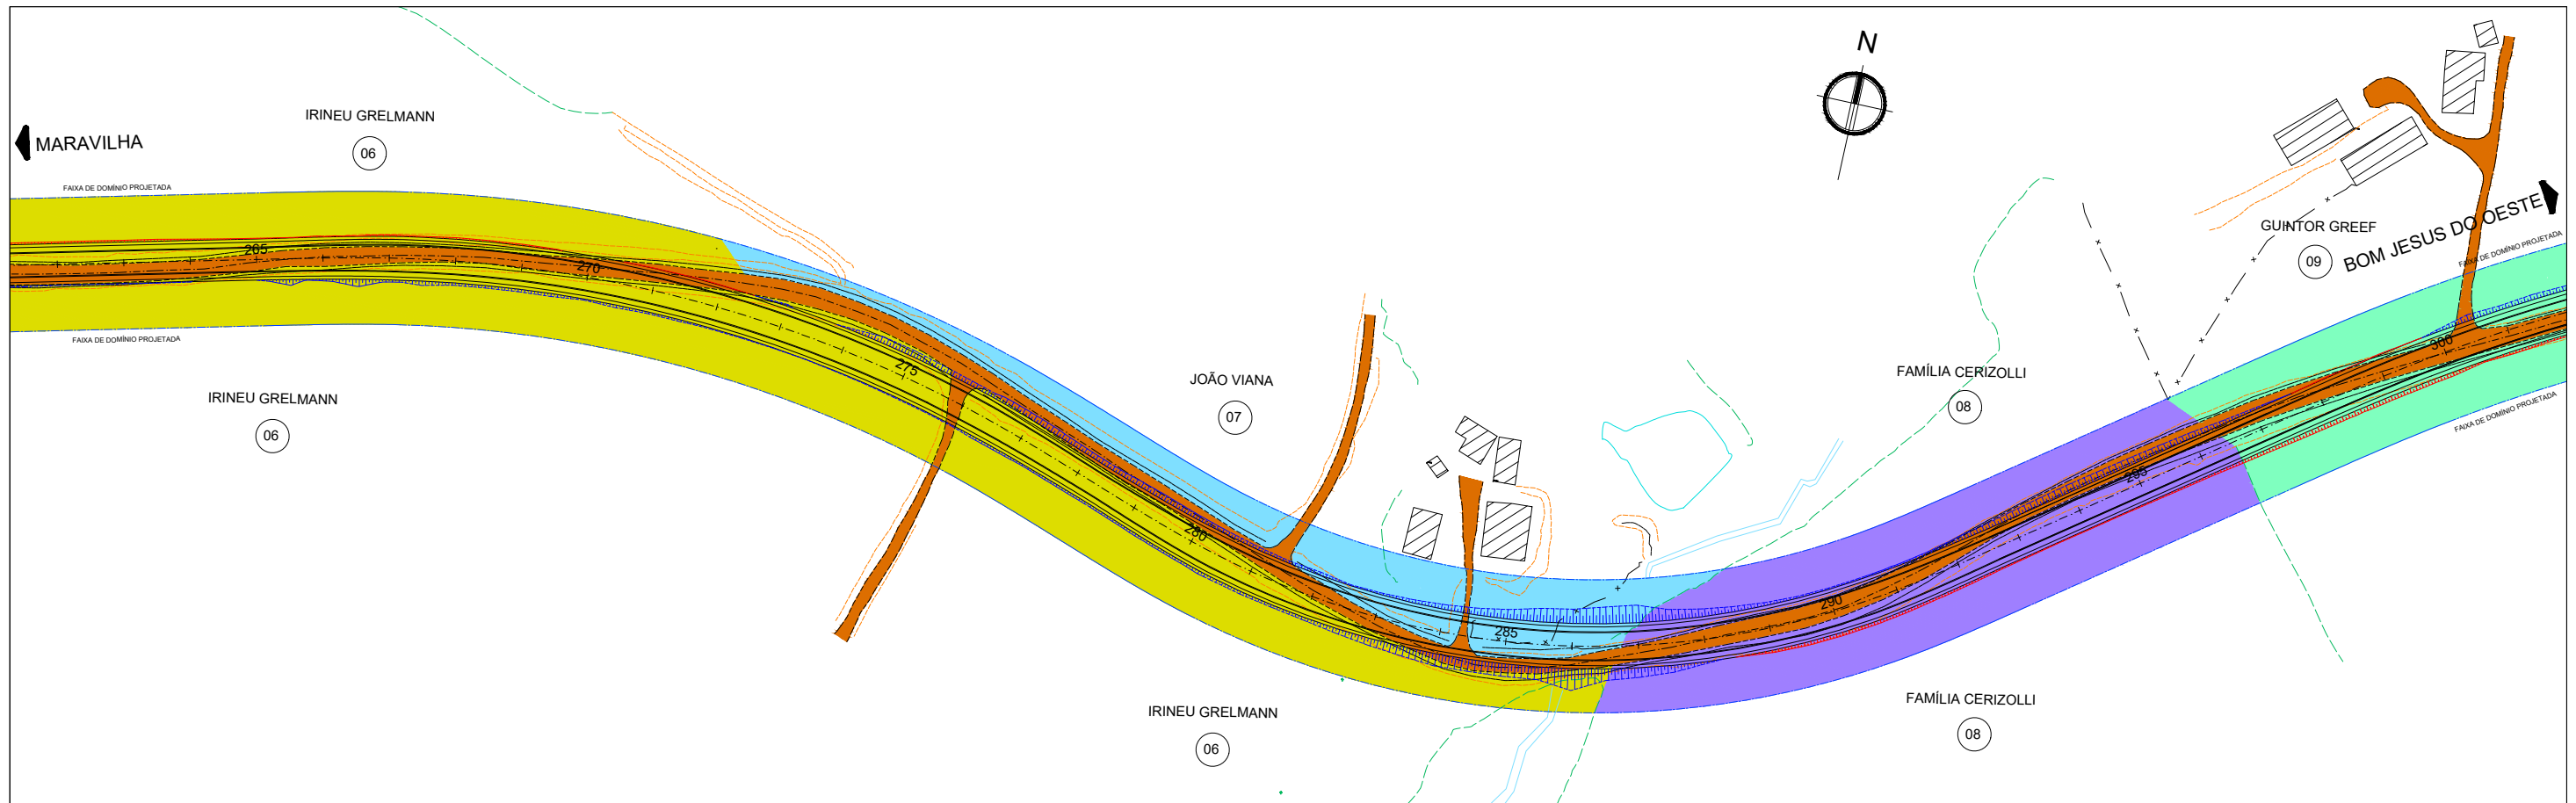 N
IRINEU GRELMANN
06
MARAVILHA
FAIXA DE DOMÍNIO PROJETADA
265
270
FAIXA DE DOMÍNIO PROJETADA
IRINEU GRELMANN
06
275
JOÃO VIANA
07
280
285
IRINEU GRELMANN
06
FAMÍLIA CERIZOLLI
08
290
295
FAMÍLIA CERIZOLLI
08
GUINTOR GREEF
09
BOM JESUS DO OESTE
FAIXA DE DOMÍNIO PROJETADA
300
FAIXA DE DOMÍNIO PROJETADA